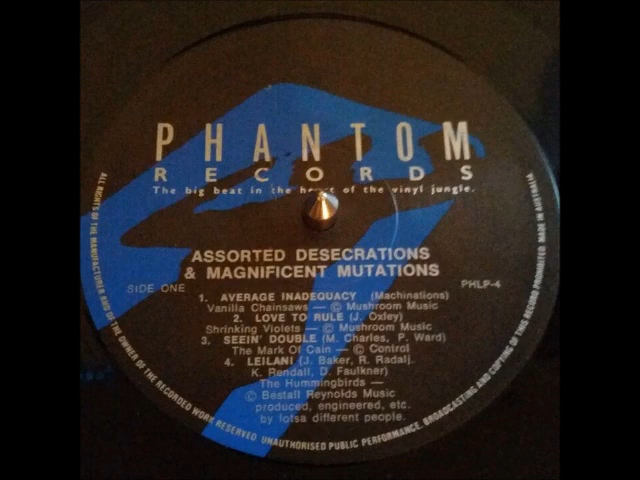 PHANTOM
RECORDS
The big beat in the heart of the vinyl jungle.
ASSORTED DESECRATIONS
& MAGNIFICENT MUTATIONS
SIDE ONE
PHLP-4
1. AVERAGE INADEQUACY (Machinations)
Vanilla Chainsaws — © Mushroom Music
2. LOVE TO RULE (J. Oxley)
Shrinking Violets — © Mushroom Music
3. SEEIN' DOUBLE (M. Charles, P. Ward)
The Mark Of Cain — © Control
4. LEILANI (J. Baker, R. Radalj,
K. Rendall, D. Faulkner)
The Hummingbirds —
© Bestall Reynolds Music
produced, engineered, etc.
by lotsa different people.
ALL RIGHTS OF THE MANUFACTURER AND OF THE OWNER OF THE RECORDED WORK RESERVED. UNAUTHORISED PUBLIC PERFORMANCE, BROADCASTING AND COPYING OF THIS RECORD PROHIBITED. MADE IN AUSTRALIA